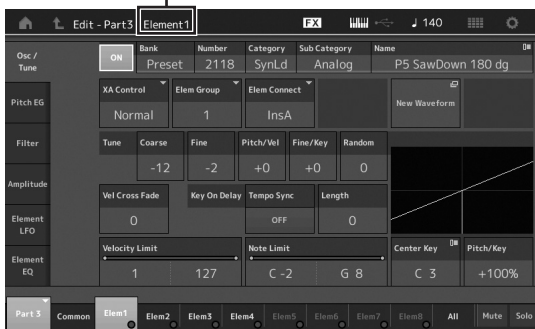 Edit - Part3 Element1 FX 140
Osc / Tune
ON
Bank Number Category Sub Category Name
Preset 2118 SynLd Analog P5 SawDown 180 dg
Pitch EG
XA Control Elem Group Elem Connect
Normal 1 InsA
New Waveform
Filter
Tune Coarse Fine Pitch/Vel Fine/Key Random
-12 -2 +0 +0 0
Amplitude
Vel Cross Fade Key On Delay Tempo Sync Length
0 OFF 0
Element LFO
Velocity Limit Note Limit Center Key Pitch/Key
1 127 C -2 G 8 C 3 +100%
Element EQ
Part 3 Common Elem1 Elem2 Elem3 Elem4 Elem5 Elem6 Elem7 Elem8 All Mute Solo